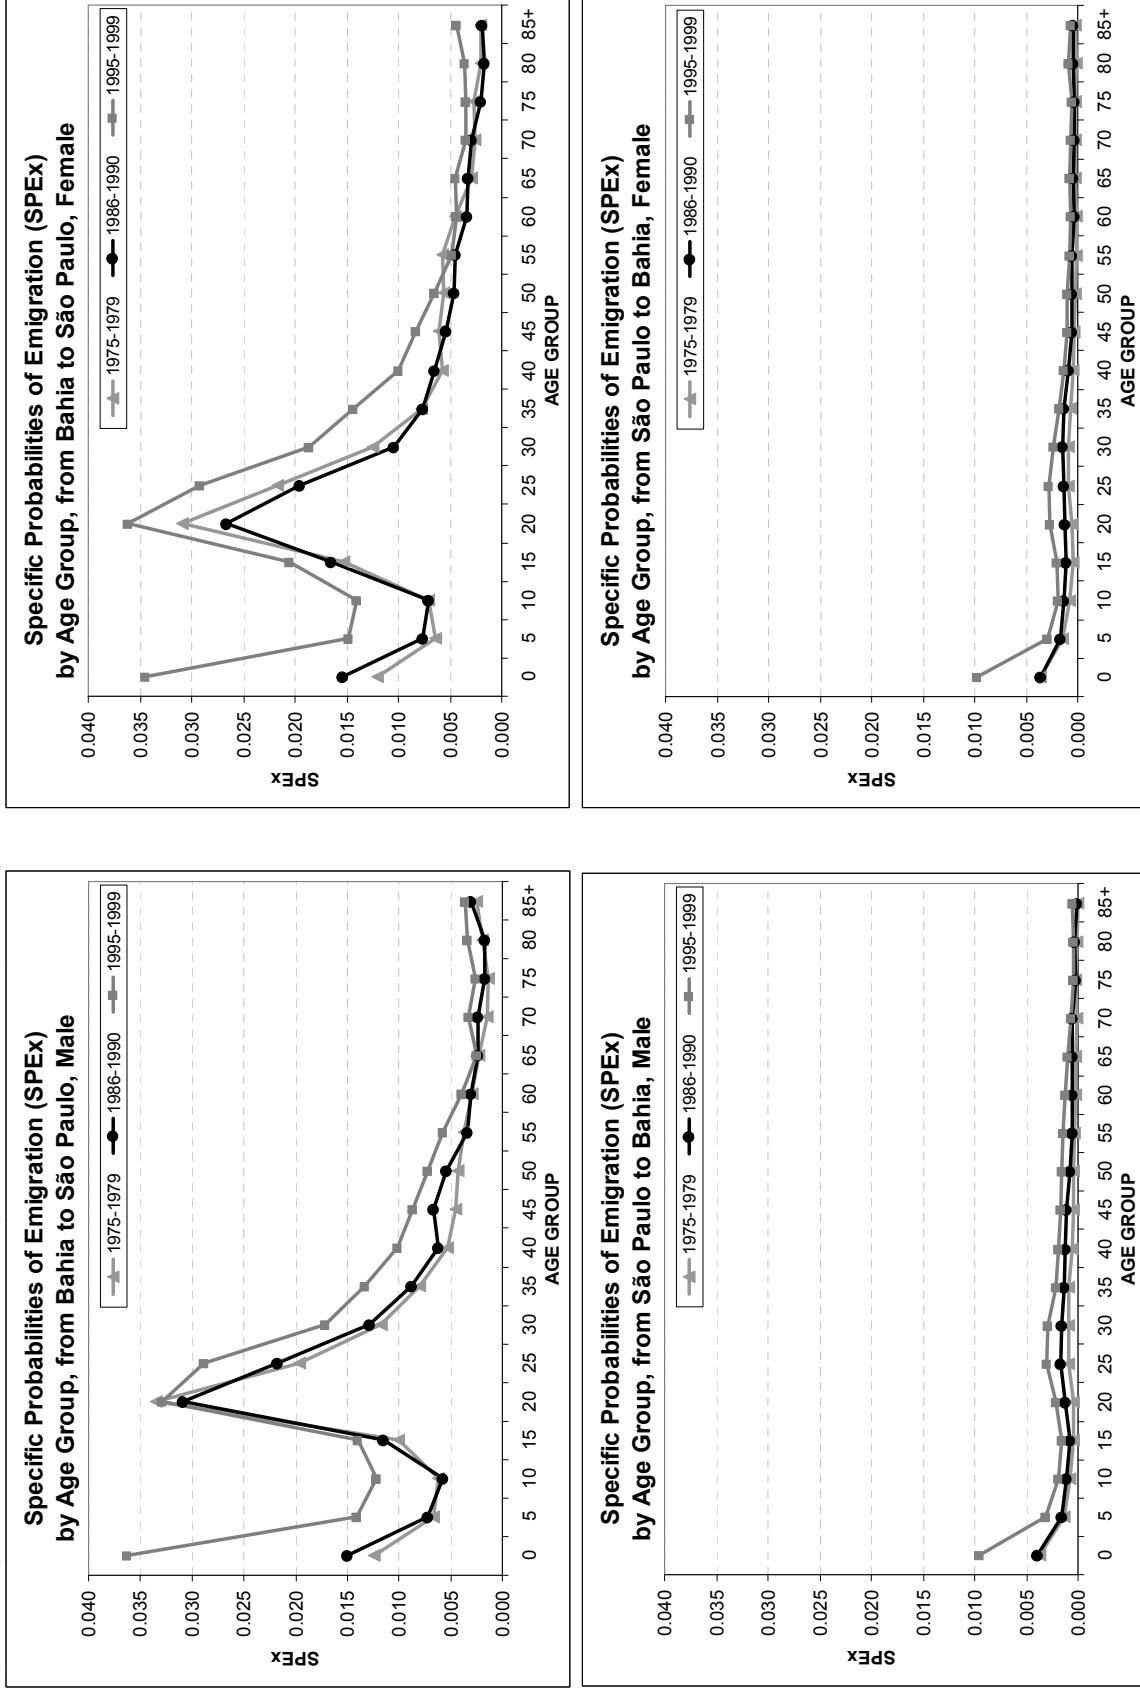 Specific Probabilities of Emigration (SPEx)
by Age Group, from Bahia to São Paulo, Male
1975-1979 1986-1990 1995-1999
0.040
0.035
0.030
0.025
0.020
0.015
0.010
0.005
0.000
SPEx
0 5 10 15 20 25 30 35 40 45 50 55 60 65 70 75 80 85+
AGE GROUP
Specific Probabilities of Emigration (SPEx)
by Age Group, from Bahia to São Paulo, Female
1975-1979 1986-1990 1995-1999
0.040
0.035
0.030
0.025
0.020
0.015
0.010
0.005
0.000
SPEx
0 5 10 15 20 25 30 35 40 45 50 55 60 65 70 75 80 85+
AGE GROUP
Specific Probabilities of Emigration (SPEx)
by Age Group, from São Paulo to Bahia, Male
1975-1979 1986-1990 1995-1999
0.040
0.035
0.030
0.025
0.020
0.015
0.010
0.005
0.000
SPEx
0 5 10 15 20 25 30 35 40 45 50 55 60 65 70 75 80 85+
AGE GROUP
Specific Probabilities of Emigration (SPEx)
by Age Group, from São Paulo to Bahia, Female
1975-1979 1986-1990 1995-1999
0.040
0.035
0.030
0.025
0.020
0.015
0.010
0.005
0.000
SPEx
0 5 10 15 20 25 30 35 40 45 50 55 60 65 70 75 80 85+
AGE GROUP